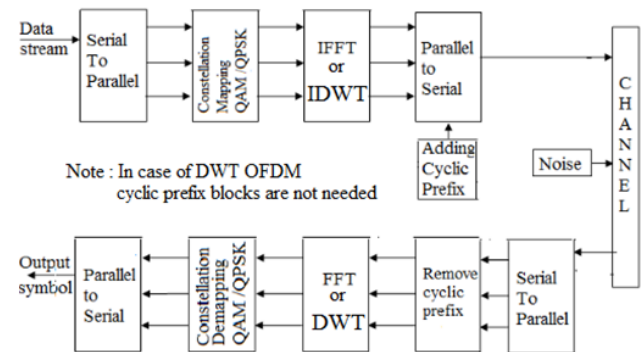 Data
stream
Serial
To
Parallel
Constellation
Mapping
QAM /QPSK
IFFT
or
IDWT
Parallel
to
Serial
Adding
Cyclic
Prefix
Noise
CHANNEL
Note : In case of DWT OFDM
cyclic prefix blocks are not needed
Output
symbol
Parallel
to
Serial
Constellation
Demapping
QAM /QPSK
FFT
or
DWT
Remove
cyclic
prefix
Serial
To
Parallel